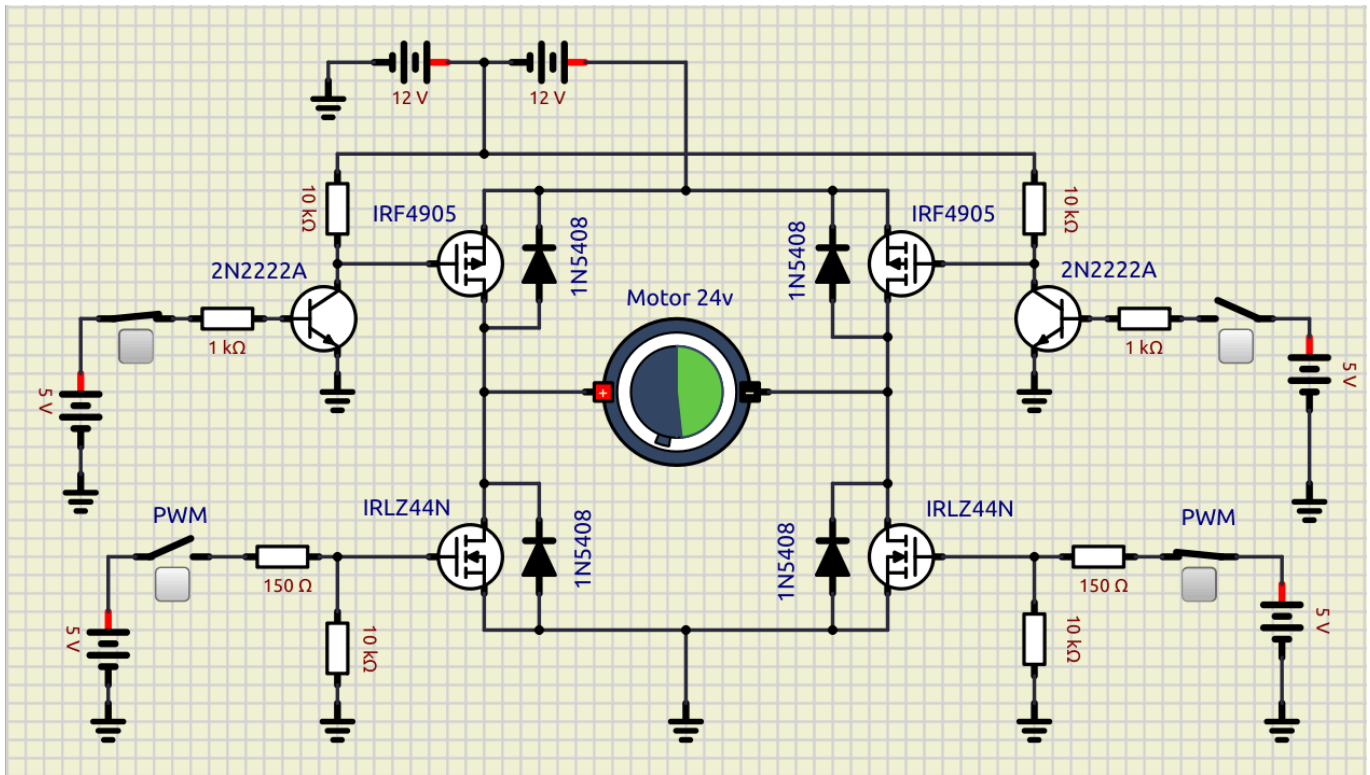 12 V
12 V
10 kΩ
IRF4905
1N5408
1N5408
IRF4905
10 kΩ
2N2222A
2N2222A
Motor 24v
1 kΩ
1 kΩ
5 V
+
-
5 V
PWM
IRLZ44N
1N5408
1N5408
IRLZ44N
PWM
150 Ω
150 Ω
5 V
10 kΩ
10 kΩ
5 V